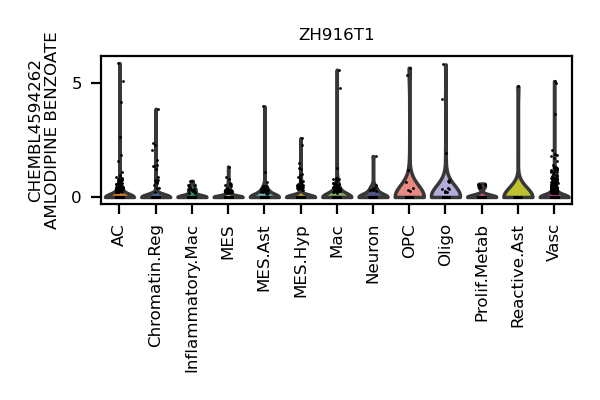 ZH916T1
CHEMBL4594262
AMLODIPINE BENZOATE
5
0
AC
Chromatin.Reg
Inflammatory.Mac
MES
MES.Ast
MES.Hyp
Mac
Neuron
OPC
Oligo
Prolif.Metab
Reactive.Ast
Vasc